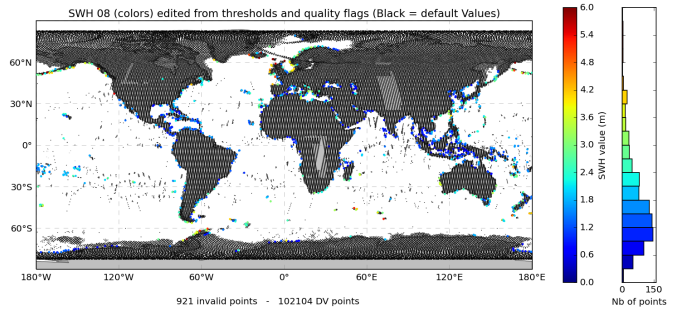 SWH 08 (colors) edited from thresholds and quality flags (Black = default Values)
60°N
30°N
0°
30°S
60°S
180°W 120°W 60°W 0° 60°E 120°E 180°E
921 invalid points - 102104 DV points
6.0
5.4
4.8
4.2
3.6
3.0
2.4
1.8
1.2
0.6
0.0
SWH value (m)
0 150
Nb of points